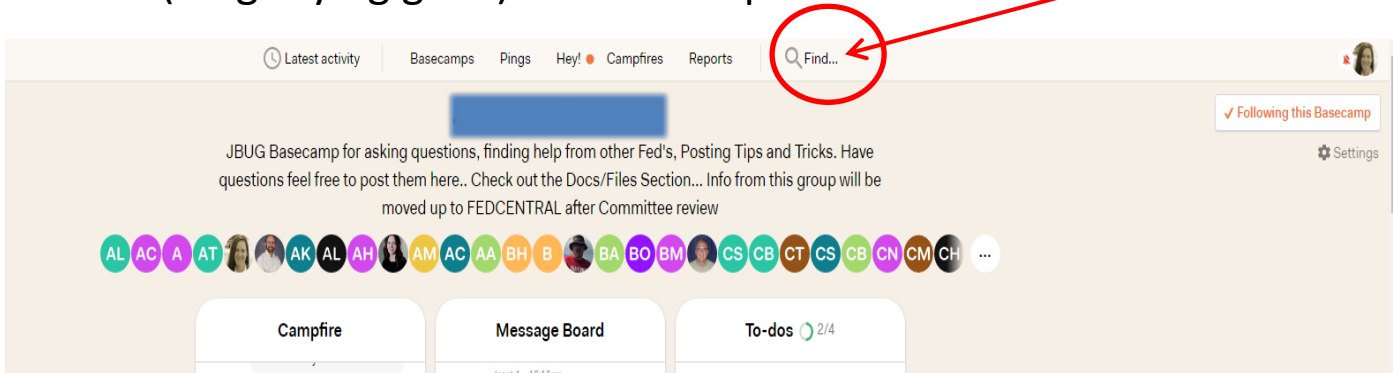 Latest activity Basecamps Pings Hey! Campfires Reports Find...
✓ Following this Basecamp
Settings
JBUG Basecamp for asking questions, finding help from other Fed's, Posting Tips and Tricks. Have
questions feel free to post them here.. Check out the Docs/Files Section... Info from this group will be
moved up to FEDCENTRAL after Committee review
AL AC A AT AK AL AH AM AC AA BH B BA BO BM CS CB CT CS CB CN CM CH ...
Campfire Message Board To-dos 2/4